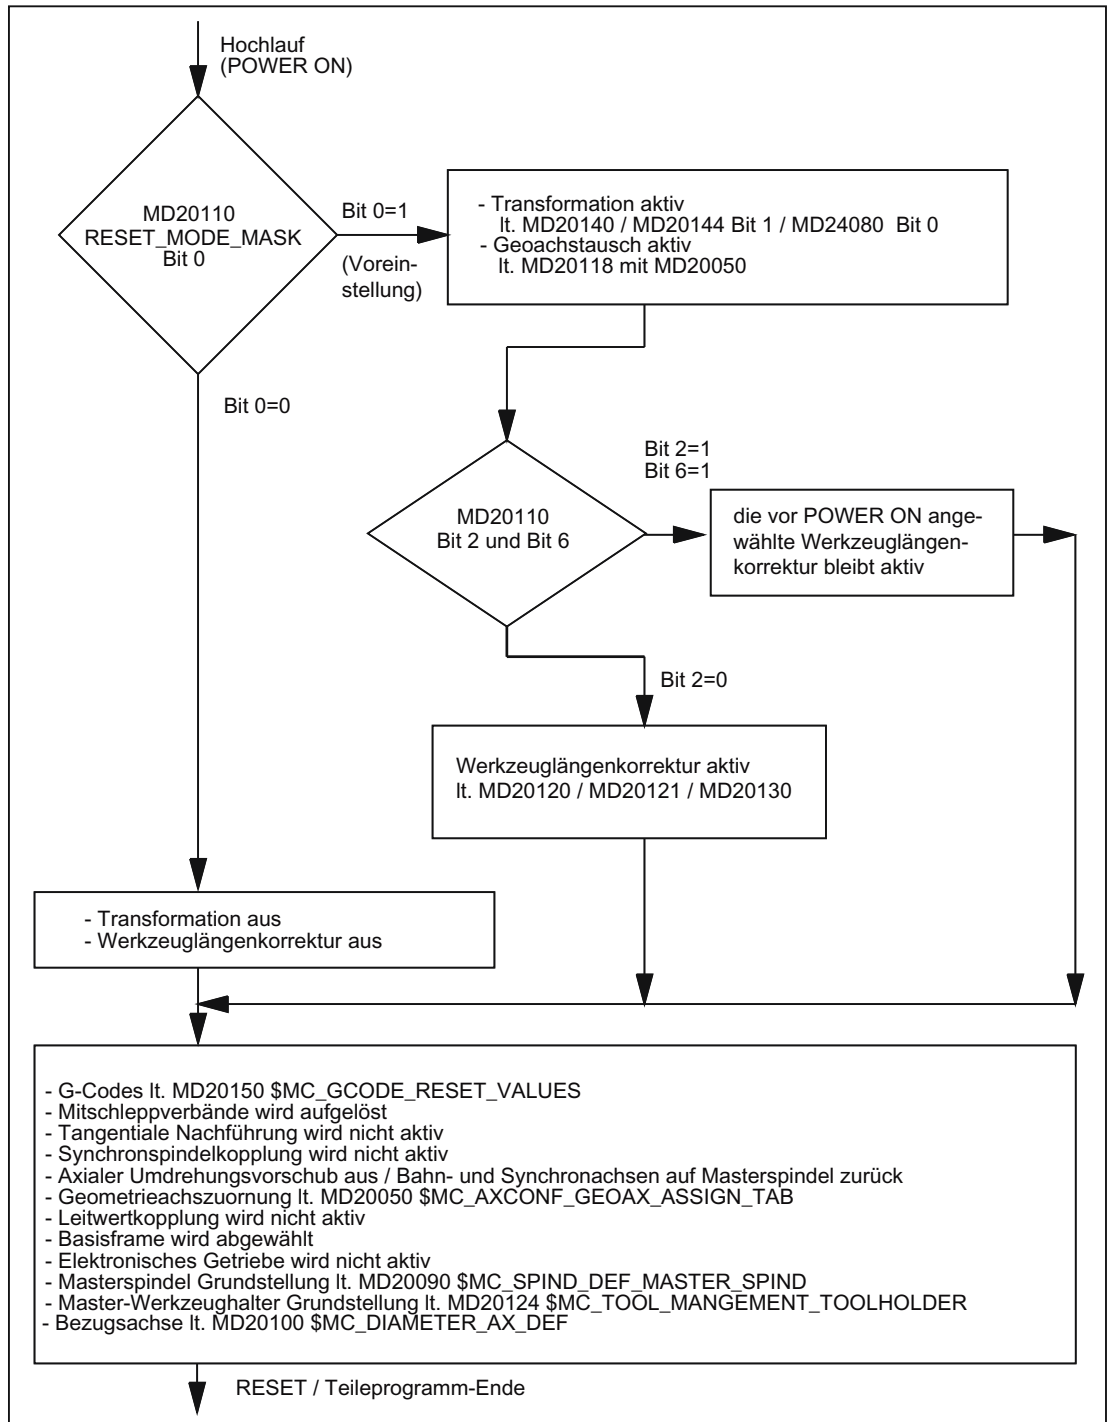 Hochlauf
(POWER ON)
MD20110
RESET_MODE_MASK
Bit 0
Bit 0=1
(Vorein-
stellung)
- Transformation aktiv
lt. MD20140 / MD20144 Bit 1 / MD24080 Bit 0
- Geoachstausch aktiv
lt. MD20118 mit MD20050
Bit 0=0
MD20110
Bit 2 und Bit 6
Bit 2=1
Bit 6=1
die vor POWER ON ange-
wählte Werkzeuglängen-
korrektur bleibt aktiv
Bit 2=0
Werkzeuglängenkorrektur aktiv
lt. MD20120 / MD20121 / MD20130
- Transformation aus
- Werkzeuglängenkorrektur aus
- G-Codes lt. MD20150 $MC_GCODE_RESET_VALUES
- Mitschleppverbände wird aufgelöst
- Tangentiale Nachführung wird nicht aktiv
- Synchronspindelkopplung wird nicht aktiv
- Axialer Umdrehungsvorschub aus / Bahn- und Synchronachsen auf Masterspindel zurück
- Geometrieachszuornung lt. MD20050 $MC_AXCONF_GEOAX_ASSIGN_TAB
- Leitwertkopplung wird nicht aktiv
- Basisframe wird abgewählt
- Elektronisches Getriebe wird nicht aktiv
- Masterspindel Grundstellung lt. MD20090 $MC_SPIND_DEF_MASTER_SPIND
- Master-Werkzeughalter Grundstellung lt. MD20124 $MC_TOOL_MANGEMENT_TOOLHOLDER
- Bezugsachse lt. MD20100 $MC_DIAMETER_AX_DEF
RESET / Teileprogramm-Ende